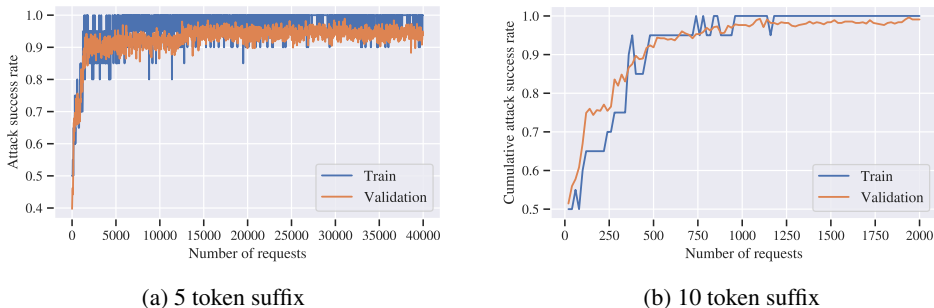 Attack success rate
1.0
0.9
0.8
0.7
0.6
0.5
0.4
Train
Validation
0 5000 10000 15000 20000 25000 30000 35000 40000
Number of requests
(a) 5 token suffix
Cumulative attack success rate
1.0
0.9
0.8
0.7
0.6
0.5
Train
Validation
0 250 500 750 1000 1250 1500 1750 2000
Number of requests
(b) 10 token suffix